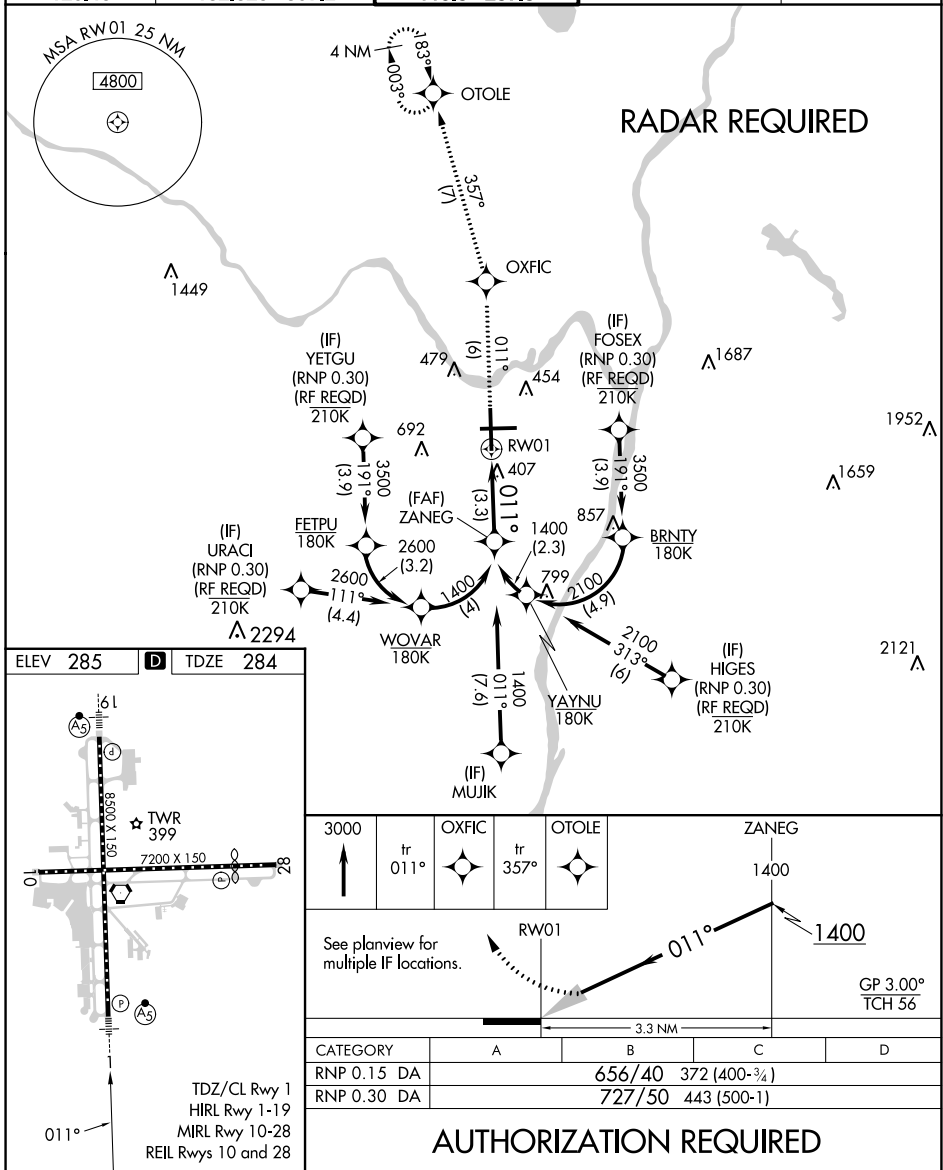 MSA RW01 25 NM
4800
4 NM
183°
003°
OTOLE
RADAR REQUIRED
357°
(7)
OXFIC
1449
(IF)
YETGU
(RNP 0.30)
(RF REQD)
210K
479
011°
(6)
454
(IF)
FOSEX
(RNP 0.30)
(RF REQD)
210K
1687
1952
692
RW01
407
3500
191°
(3.9)
3500
191°
(3.9)
1659
(FAF)
ZANEG
011°
(3.3)
857
FETPU
180K
2600
(3.2)
1400
(2.3)
BRNTY
180K
(IF)
URACI
(RNP 0.30)
(RF REQD)
210K
2600
111°
(4.4)
799
2100
(4.9)
1400
(4)
2294
WOVAR
180K
2100
313°
(6)
2121
1400
011°
(7.6)
YAYNU
180K
(IF)
HIGES
(RNP 0.30)
(RF REQD)
210K
(IF)
MUJIK
ELEV 285 D TDZE 284
19
A5
P
8500 X 150
TWR
399
7200 X 150
10
28
P
P
A5
1
TDZ/CL Rwy 1
HIRL Rwy 1-19
MIRL Rwy 10-28
REIL Rwys 10 and 28
011°
3000
tr
011°
OXFIC
tr
357°
OTOLE
ZANEG
1400
See planview for
multiple IF locations.
RW01
011°
1400
GP 3.00°
TCH 56
3.3 NM
CATEGORY A B C D
RNP 0.15 DA 656/40 372 (400-¾)
RNP 0.30 DA 727/50 443 (500-1)
AUTHORIZATION REQUIRED